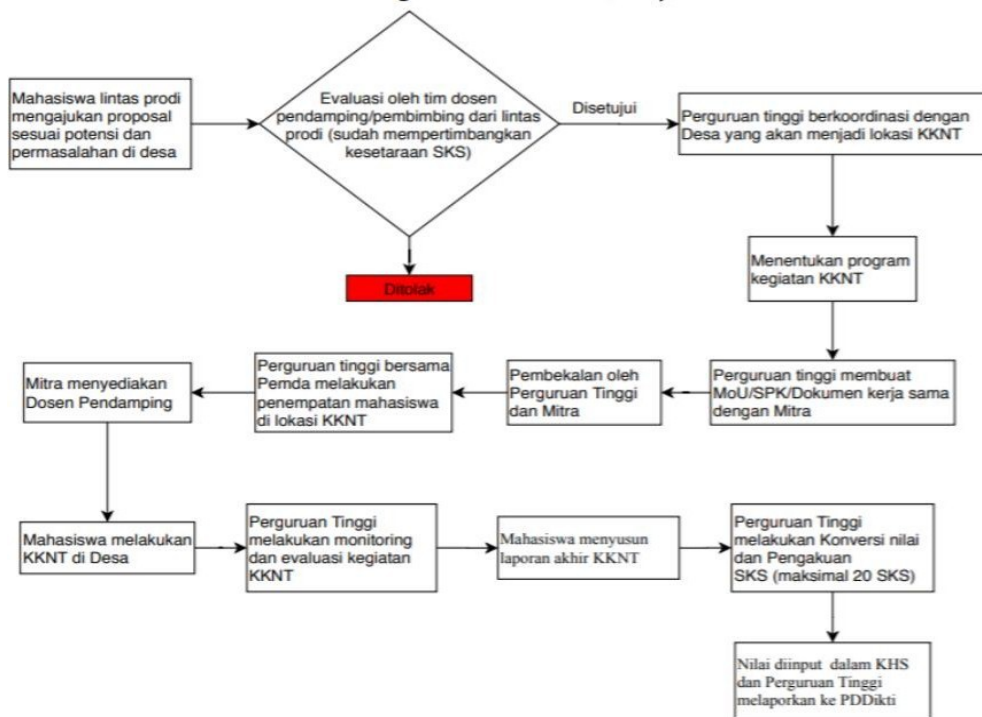 Mahasiswa lintas prodi
mengajukan proposal
sesuai potensi dan
permasalahan di desa
Evaluasi oleh tim dosen
pendamping/pembimbing dari lintas
prodi (sudah mempertimbangkan
kesetaraan SKS)
Disetujui
Perguruan tinggi berkoordinasi dengan
Desa yang akan menjadi lokasi KKNT
Ditolak
Menentukan program
kegiatan KKNT
Perguruan tinggi membuat
MoU/SPK/Dokumen kerja sama
dengan Mitra
Pembekalan oleh
Perguruan Tinggi
dan Mitra
Perguruan tinggi bersama
Pemda melakukan
penempatan mahasiswa
di lokasi KKNT
Mitra menyediakan
Dosen Pendamping
Mahasiswa melakukan
KKNT di Desa
Perguruan Tinggi
melakukan monitoring
dan evaluasi kegiatan
KKNT
Mahasiswa menyusun
laporan akhir KKNT
Perguruan Tinggi
melakukan Konversi nilai
dan Pengakuan
SKS (maksimal 20 SKS)
Nilai diinput dalam KHS
dan Perguruan Tinggi
melaporkan ke PDDikti